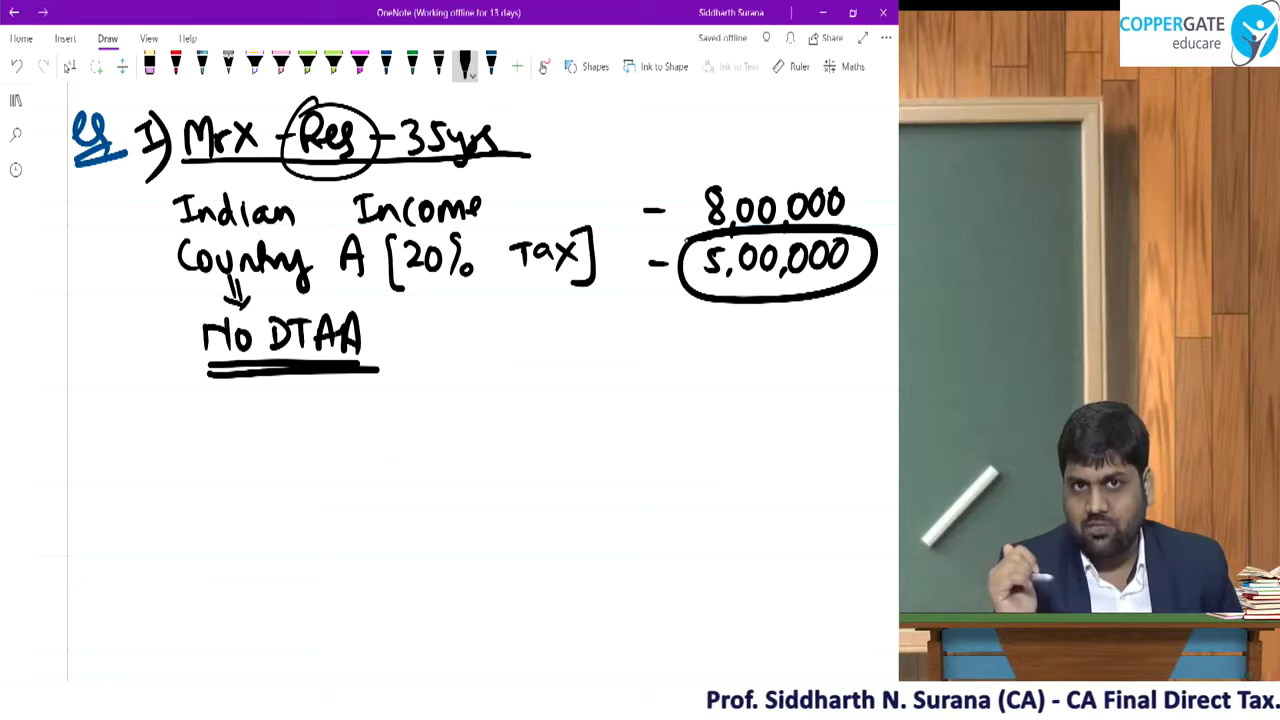 OneNote (Working offline for 13 days)
Siddharth Surana
COPPERGATE
educare
Home Insert Draw View Help
Saved offline
Share
Shapes
Ink to Shape
Ink to Text
Ruler
Maths
Eg I) Mr X - Res - 35yrs
Indian Income - 8,00,000
Country A [20% Tax] - 5,00,000
No DTAA
Prof. Siddharth N. Surana (CA) - CA Final Direct Tax.